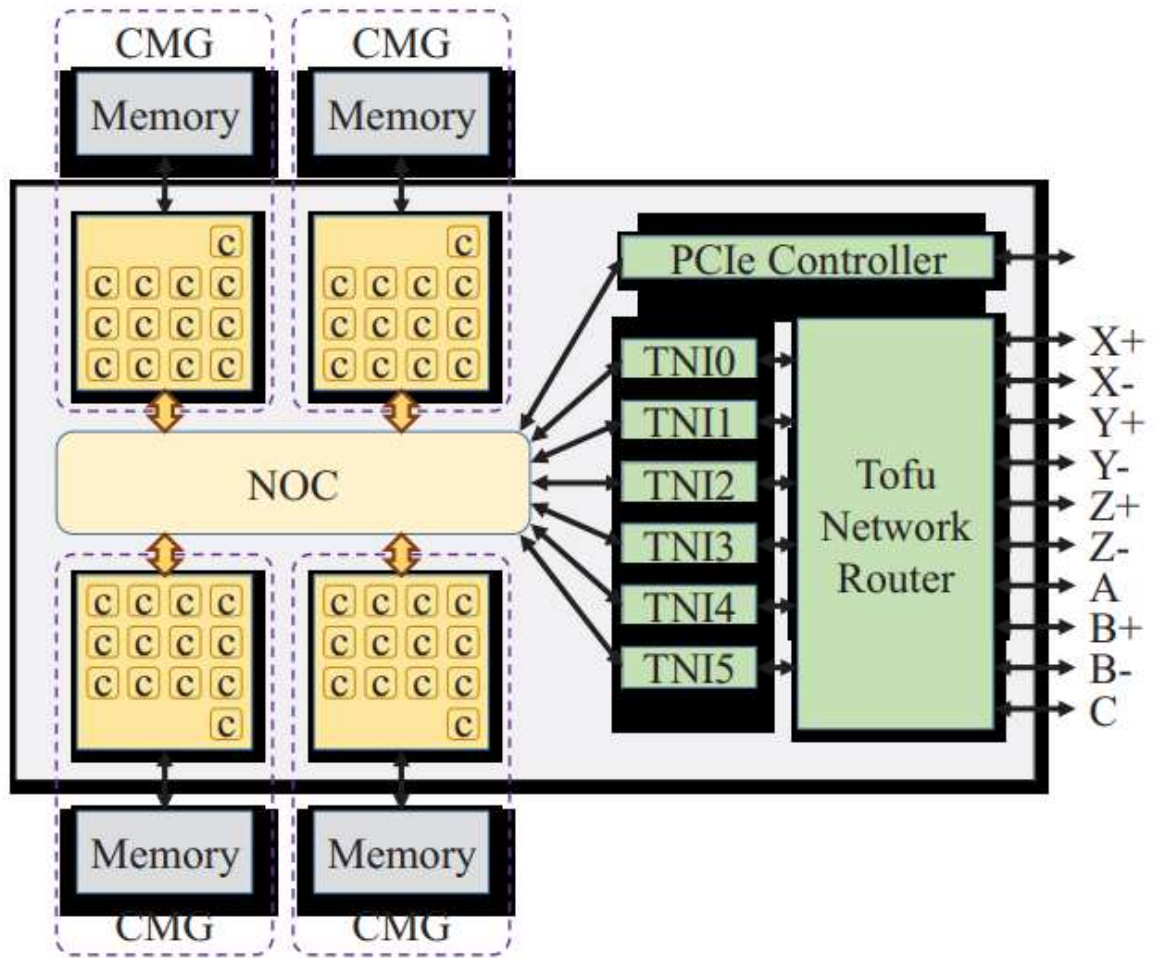 CMG CMG
Memory Memory
c c
c c c c c c c c
c c c c c c c c
c c c c c c c c
NOC
c c c c c c c c
c c c c c c c c
c c c c c c c c
c c
Memory Memory
CMG CMG
PCIe Controller
TNI0
TNI1
TNI2
TNI3
TNI4
TNI5
Tofu
Network
Router
X+
X-
Y+
Y-
Z+
Z-
A
B+
B-
C